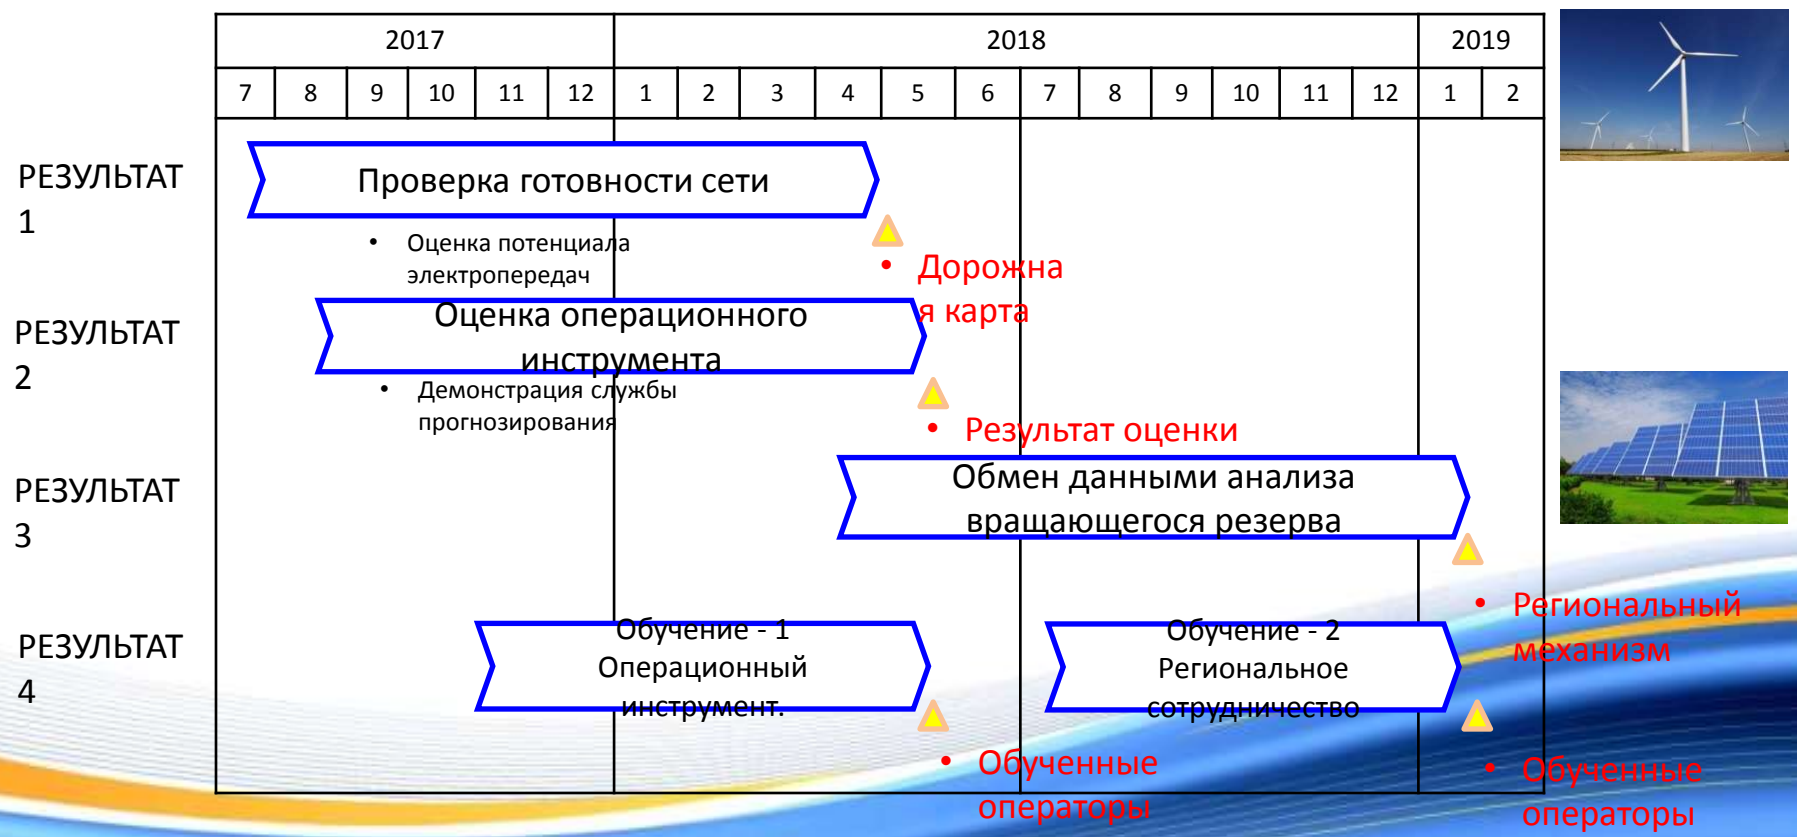 2017 2018 2019
7 8 9 10 11 12 1 2 3 4 5 6 7 8 9 10 11 12 1 2
РЕЗУЛЬТАТ
1
Проверка готовности сети
• Оценка потенциала
электропередач
• Дорожна
я карта
РЕЗУЛЬТАТ
2
Оценка операционного
инструмента
• Демонстрация службы
прогнозирования
• Результат оценки
РЕЗУЛЬТАТ
3
Обмен данными анализа
вращающегося резерва
• Региональный
механизм
РЕЗУЛЬТАТ
4
Обучение - 1
Операционный
инструмент.
Обучение - 2
Региональное
сотрудничество
• Обученные
операторы
• Обученные
операторы